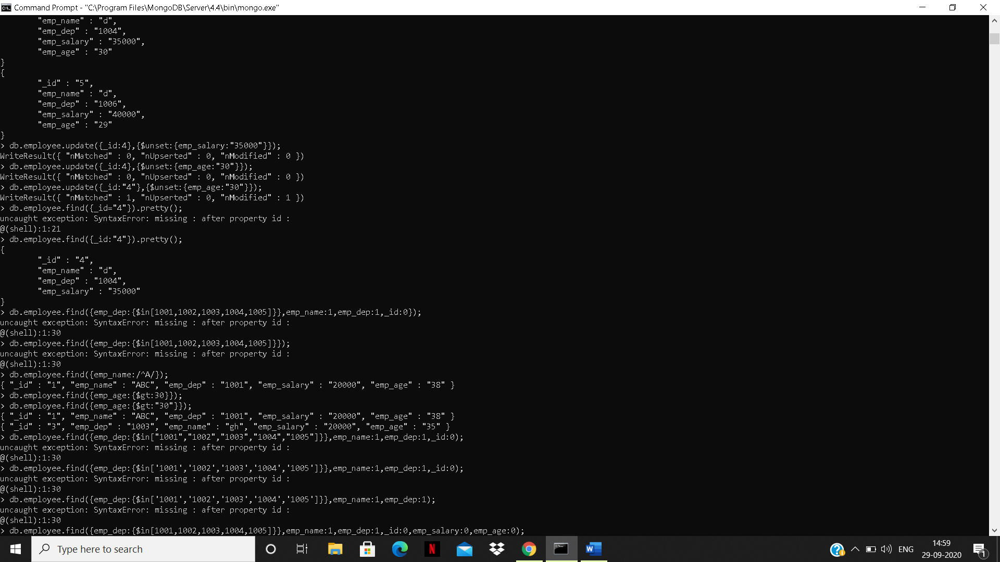 Command Prompt - "C:\Program Files\MongoDB\Server\4.4\bin\mongo.exe"
"emp_name" : "d",
"emp_dep" : "1004",
"emp_salary" : "35000",
"emp_age" : "30"
}
{
"_id" : "5",
"emp_name" : "d",
"emp_dep" : "1006",
"emp_salary" : "40000",
"emp_age" : "29"
}
> db.employee.update({_id:4},{$unset:{emp_salary:"35000"}});
WriteResult({ "nMatched" : 0, "nUpserted" : 0, "nModified" : 0 })
> db.employee.update({_id:4},{$unset:{emp_age:"30"}});
WriteResult({ "nMatched" : 0, "nUpserted" : 0, "nModified" : 0 })
> db.employee.update({_id:"4"},{$unset:{emp_age:"30"}});
WriteResult({ "nMatched" : 1, "nUpserted" : 0, "nModified" : 1 })
> db.employee.find({_id="4"}).pretty();
uncaught exception: SyntaxError: missing : after property id :
@(shell):1:21
> db.employee.find({_id:"4"}).pretty();
{
"_id" : "4",
"emp_name" : "d",
"emp_dep" : "1004",
"emp_salary" : "35000"
}
> db.employee.find({emp_dep:{$in[1001,1002,1003,1004,1005]}},emp_name:1,emp_dep:1,_id:0});
uncaught exception: SyntaxError: missing : after property id :
@(shell):1:30
> db.employee.find({emp_dep:{$in[1001,1002,1003,1004,1005]}});
uncaught exception: SyntaxError: missing : after property id :
@(shell):1:30
> db.employee.find({emp_name:/^A/});
{ "_id" : "1", "emp_name" : "ABC", "emp_dep" : "1001", "emp_salary" : "20000", "emp_age" : "38" }
> db.employee.find({emp_age:{$gt:30}});
> db.employee.find({emp_age:{$gt:"30"}});
{ "_id" : "1", "emp_name" : "ABC", "emp_dep" : "1001", "emp_salary" : "20000", "emp_age" : "38" }
{ "_id" : "3", "emp_dep" : "1003", "emp_name" : "gh", "emp_salary" : "20000", "emp_age" : "35" }
> db.employee.find({emp_dep:{$in["1001","1002","1003","1004","1005"]}},emp_name:1,emp_dep:1,_id:0);
uncaught exception: SyntaxError: missing : after property id :
@(shell):1:30
> db.employee.find({emp_dep:{$in['1001','1002','1003','1004','1005']}},emp_name:1,emp_dep:1,_id:0);
uncaught exception: SyntaxError: missing : after property id :
@(shell):1:30
> db.employee.find({emp_dep:{$in['1001','1002','1003','1004','1005']}},emp_name:1,emp_dep:1);
uncaught exception: SyntaxError: missing : after property id :
@(shell):1:30
> db.employee.find({emp_dep:{$in[1001,1002,1003,1004,1005]}},emp_name:1,emp_dep:1,_id:0,emp_salary:0,emp_age:0);
Type here to search
ENG
14:59
29-09-2020
1